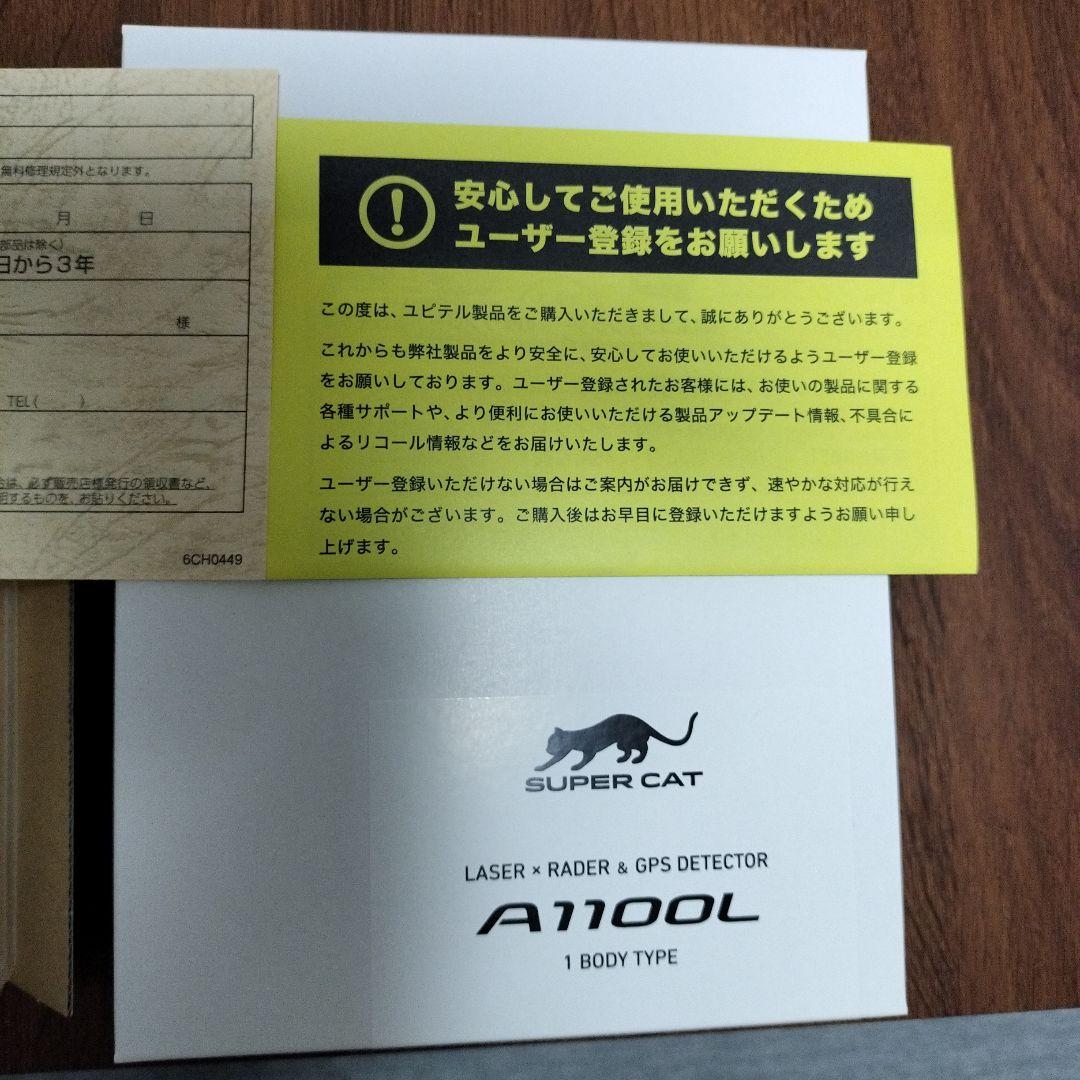 無料修理規定外となります。
月 日
部品は除く)
日から3年
様
TEL( )
合は、必ず販売店様発行の領収書など、
明するものを、お貼りください。
6CH0449
安心してご使用いただくため
ユーザー登録をお願いします
この度は、ユピテル製品をご購入いただきまして、誠にありがとうございます。
これからも弊社製品をより安全に、安心してお使いいただけるようユーザー登録
をお願いしております。ユーザー登録されたお客様には、お使いの製品に関する
各種サポートや、より便利にお使いいただける製品アップデート情報、不具合に
よるリコール情報などをお届けいたします。
ユーザー登録いただけない場合はご案内がお届けできず、速やかな対応が行え
ない場合がございます。ご購入後はお早目に登録いただけますようお願い申し
上げます。
SUPER CAT
LASER × RADER & GPS DETECTOR
A1100L
1 BODY TYPE